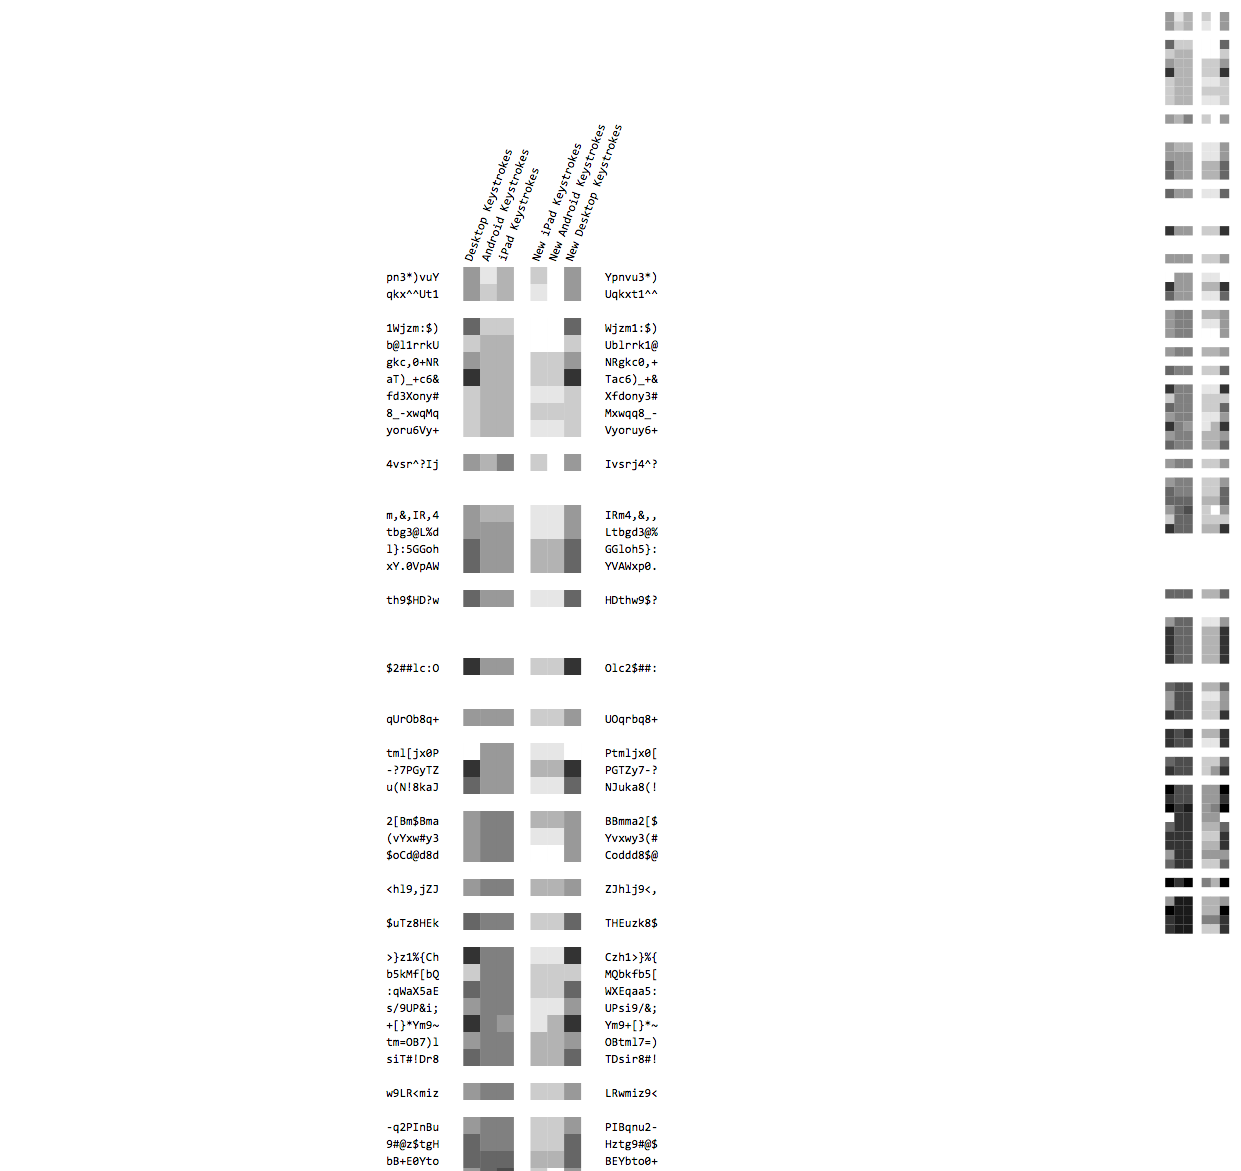 Desktop Keystrokes
Android Keystrokes
iPad Keystrokes
New iPad Keystrokes
New Android Keystrokes
New Desktop Keystrokes
pn3*)vuY Ypnvu3*)
qkx^^Ut1 Uqkxt1^^
1Wjzm:$) Wjzm1:$)
b@l1rrkU Ublrrk1@
gkc,0+NR NRgkc0,+
aT)_+c6& Tac6)_+&
fd3Xony# Xfdony3#
8_-xwqMq Mxwqq8_-
yoru6Vy+ Vyoruy6+
4vsr^?Ij Ivsrj4^?
m,&,IR,4 IRm4,&,,
tbg3@L%d Ltbgd3@%
l}:5GGoh GGloh5}:
xY.0VpAW YVAWxp0.
th9$HD?w HDthw9$?
$2##lc:O Olc2$##:
qUrOb8q+ UOqrbq8+
tml[jx0P Ptmljx0[
-?7PGyTZ PGTZy7-?
u(N!8kaJ NJuka8(!
2[Bm$Bma BBmma2[$
(vYxw#y3 Yvxwy3(#
$oCd@d8d Coddd8$@
<hl9,jZJ ZJhlj9<,
$uTz8HEk THEuzk8$
>}z1%{Ch Czh1>}%{
b5kMf[bQ MQbkfb5[
:qWaX5aE WXEqaa5:
s/9UP&i; UPsi9/&;
+[}*Ym9~ Ym9+[}*~
tm=OB7)l OBtml7=)
siT#!Dr8 TDsir8#!
w9LR<miz LRwmiz9<
-q2PInBu PIBqnu2-
9#@z$tgH Hztg9#@$
bB+E0Yto BEYbto0+